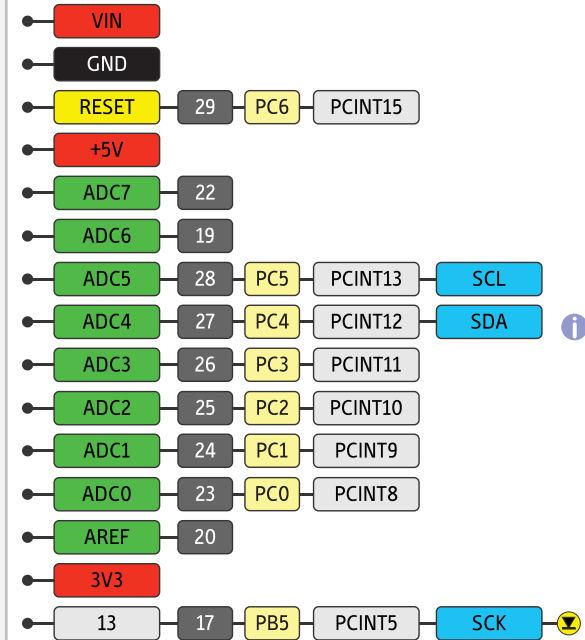 VIN
GND
RESET 29 PC6 PCINT15
+5V
ADC7 22
ADC6 19
ADC5 28 PC5 PCINT13 SCL
ADC4 27 PC4 PCINT12 SDA i
ADC3 26 PC3 PCINT11
ADC2 25 PC2 PCINT10
ADC1 24 PC1 PCINT9
ADC0 23 PC0 PCINT8
AREF 20
3V3
13 17 PB5 PCINT5 SCK